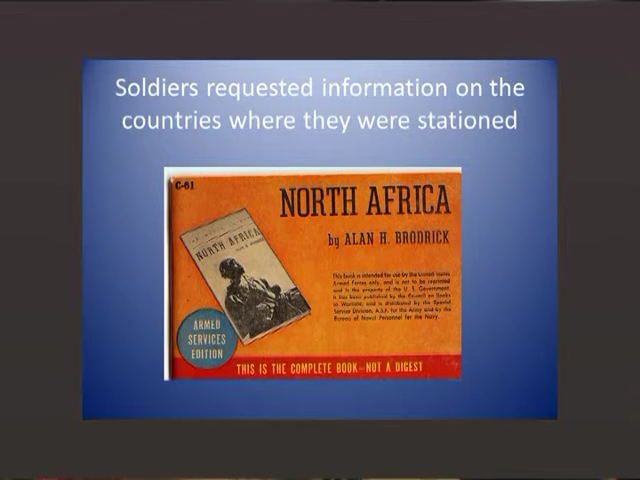 Soldiers requested information on the
countries where they were stationed
C-61
NORTH AFRICA
by ALAN H. BRODRICK
NORTH AFRICA
This book is intended for use by the United States
Armed Forces only, and is not to be reprinted
and is the property of the U. S. Government.
It has been published by the Council on Books
in Wartime, and is distributed by the Special
Service Division, A.S.F. for the Army and by the
Bureau of Naval Personnel for the Navy.
ARMED
SERVICES
EDITION
THIS IS THE COMPLETE BOOK—NOT A DIGEST